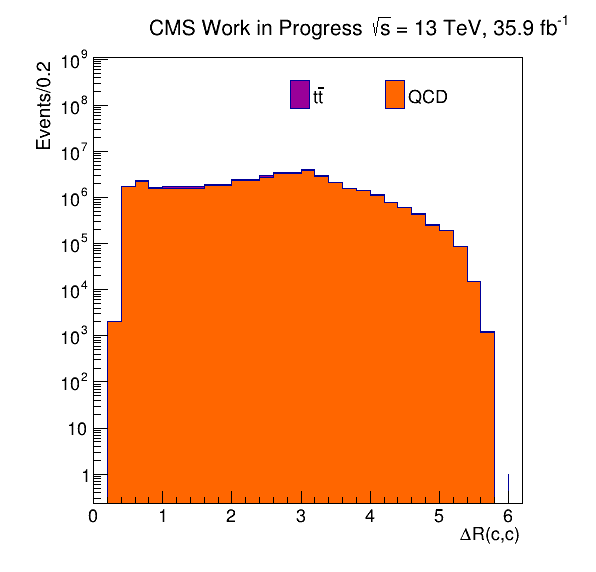 CMS Work in Progress √s = 13 TeV, 35.9 fb⁻¹
Events/0.2
tt̄
QCD
10⁹
10⁸
10⁷
10⁶
10⁵
10⁴
10³
10²
10
1
0 1 2 3 4 5 6
ΔR(c,c)